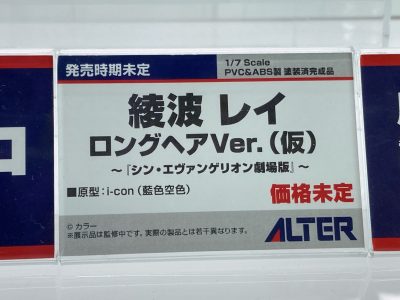 発売時期未定
1/7 Scale
PVC&ABS製 塗装済完成品
綾波 レイ
ロングヘアVer.（仮）
～『シン・エヴァンゲリオン劇場版』～
■原型：i-con（藍色空色）
価格未定
© カラー
※展示品は監修中です。実際の製品とは若干異なります。
ALTER
ロ